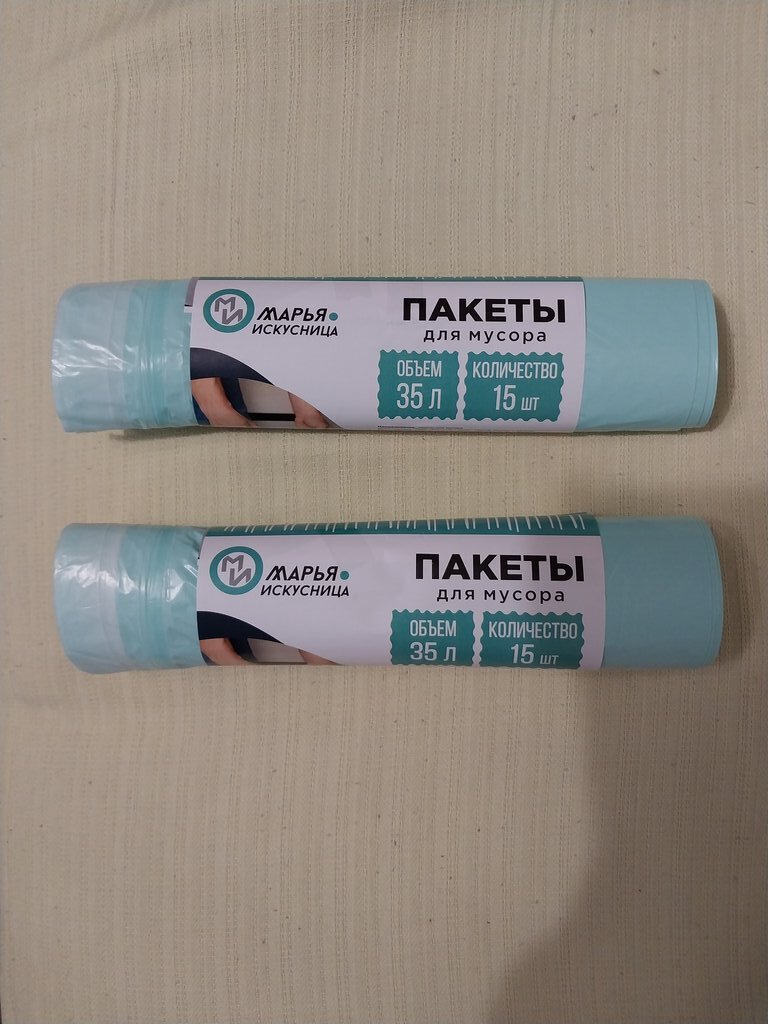 МИ
МАРЬЯ
ИСКУСНИЦА
ПАКЕТЫ
для мусора
ОБЪЕМ
35 л
КОЛИЧЕСТВО
15 шт
МИ
МАРЬЯ
ИСКУСНИЦА
ПАКЕТЫ
для мусора
ОБЪЕМ
35 л
КОЛИЧЕСТВО
15 шт